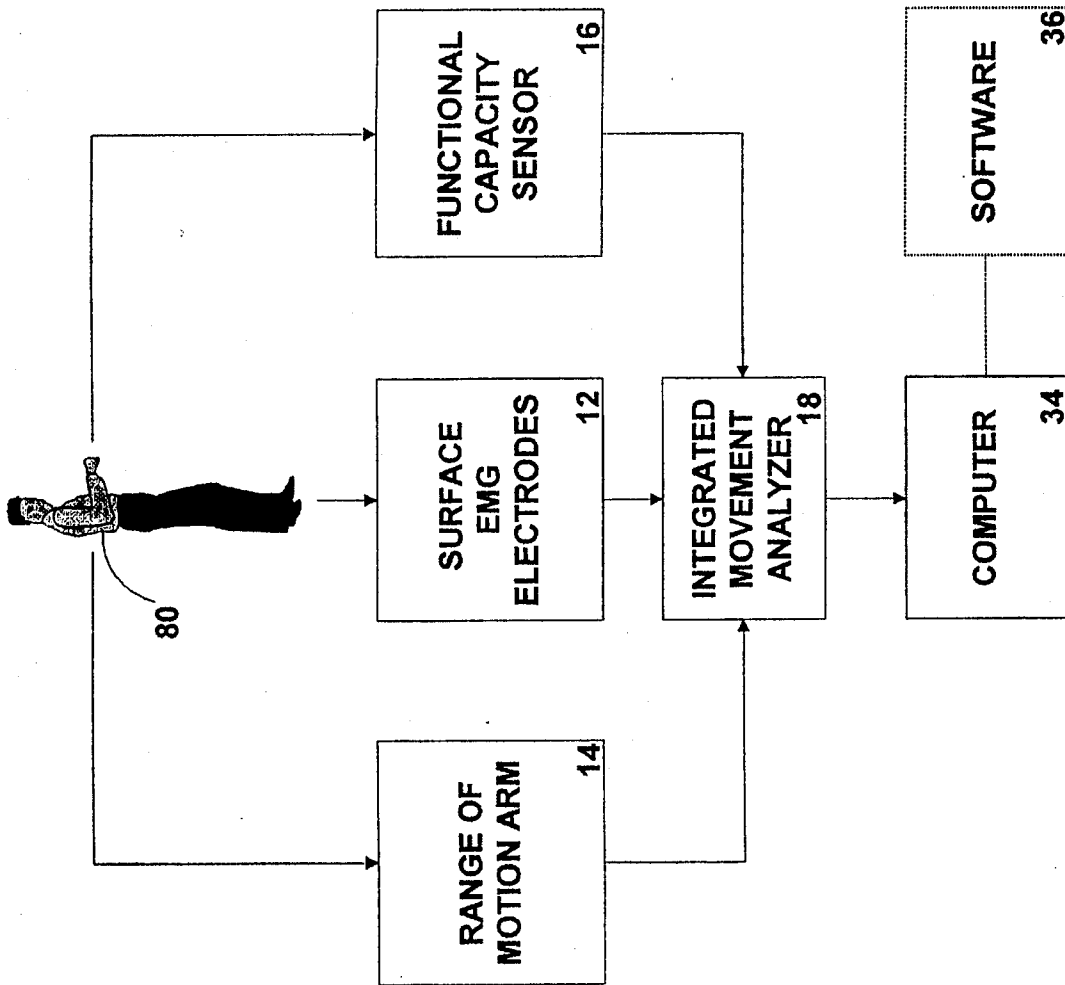 80
RANGE OF
MOTION ARM
14
SURFACE
EMG
ELECTRODES
12
FUNCTIONAL
CAPACITY
SENSOR
16
INTEGRATED
MOVEMENT
ANALYZER
18
COMPUTER
34
SOFTWARE
36